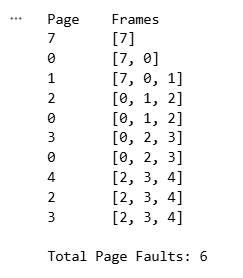 Page Frames
7 [7]
0 [7, 0]
1 [7, 0, 1]
2 [0, 1, 2]
0 [0, 1, 2]
3 [0, 2, 3]
0 [0, 2, 3]
4 [2, 3, 4]
2 [2, 3, 4]
3 [2, 3, 4]
Total Page Faults: 6